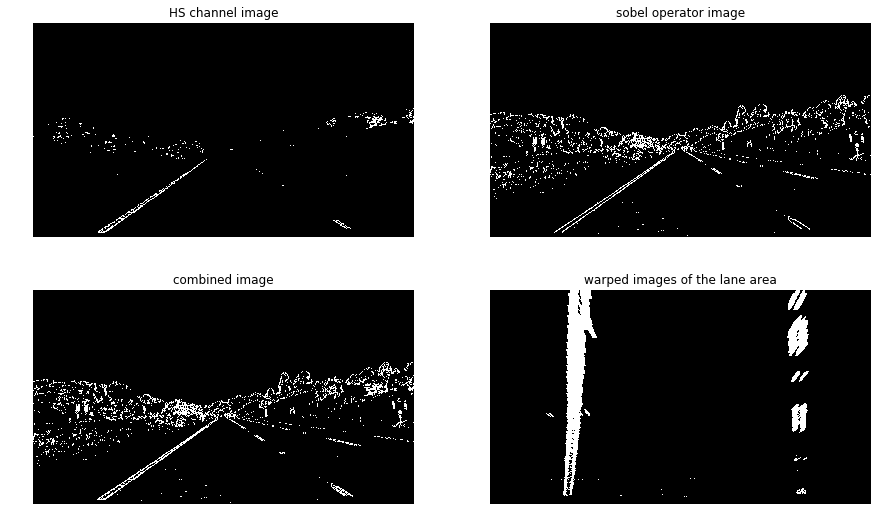 HS channel image
sobel operator image
combined image
warped images of the lane area